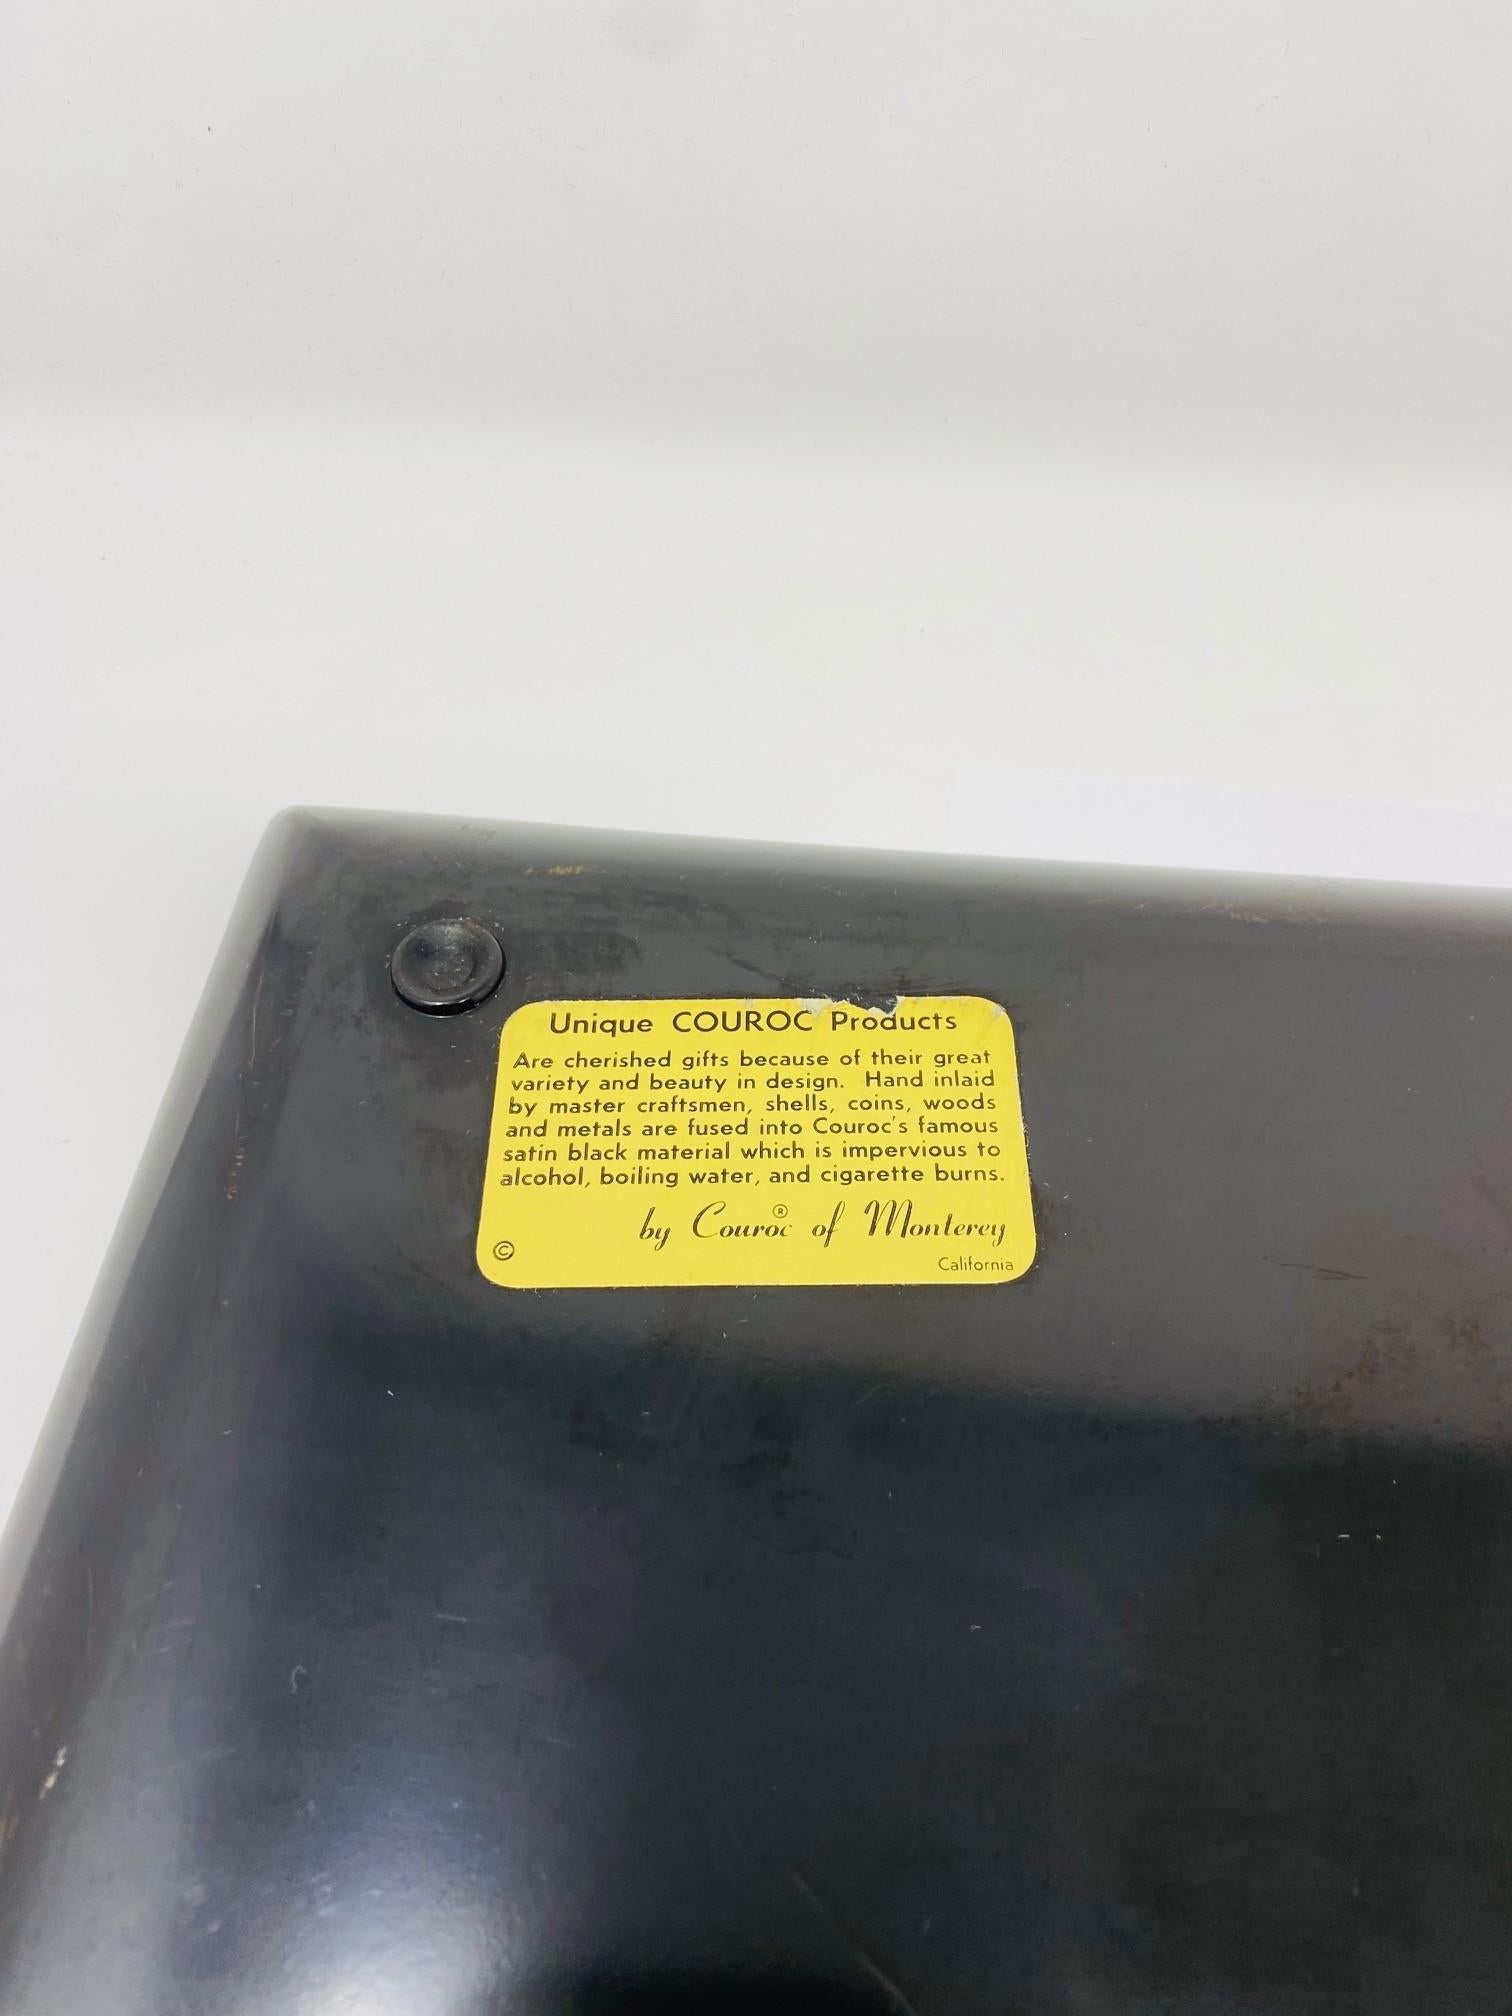 Unique COUROC Products
Are cherished gifts because of their great
variety and beauty in design. Hand inlaid
by master craftsmen, shells, coins, woods
and metals are fused into Couroc's famous
satin black material which is impervious to
alcohol, boiling water, and cigarette burns.
by Couroc® of Monterey
©
California